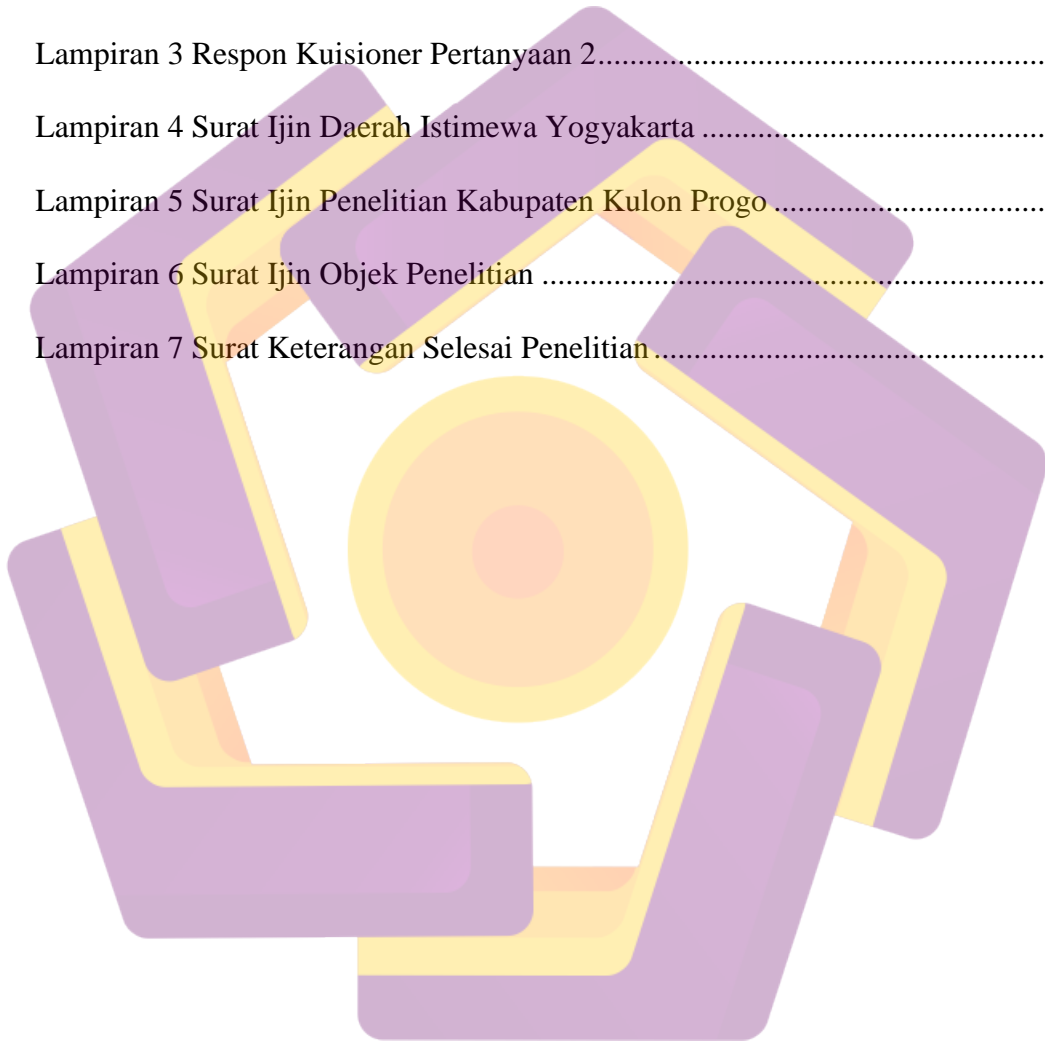 Lampiran 3 Respon Kuisioner Pertanyaan 2..........................................................
Lampiran 4 Surat Ijin Daerah Istimewa Yogyakarta ............................................
Lampiran 5 Surat Ijin Penelitian Kabupaten Kulon Progo ...................................
Lampiran 6 Surat Ijin Objek Penelitian ................................................................
Lampiran 7 Surat Keterangan Selesai Penelitian..................................................